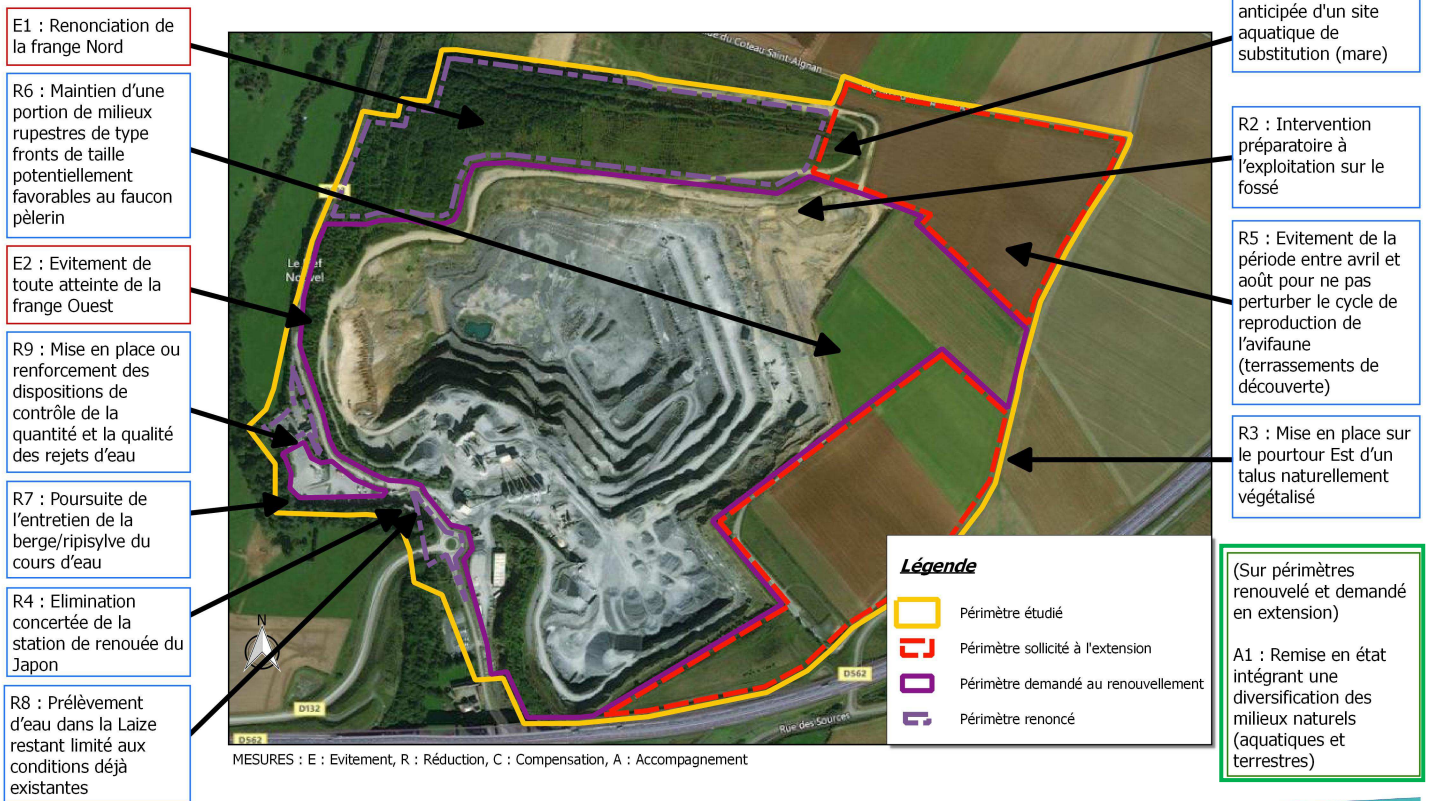 E1 : Renonciation de
la frange Nord
R6 : Maintien d’une
portion de milieux
rupestres de type
fronts de taille
potentiellement
favorables au faucon
pèlerin
E2 : Evitement de
toute atteinte de la
frange Ouest
R9 : Mise en place ou
renforcement des
dispositions de
contrôle de la
quantité et la qualité
des rejets d’eau
R7 : Poursuite de
l’entretien de la
berge/ripisylve du
cours d’eau
R4 : Elimination
concertée de la
station de renouée du
Japon
R8 : Prélèvement
d’eau dans la Laize
restant limité aux
conditions déjà
existantes
du Coteau Saint-Aignan
N
D132
D562
D562
Rue des Sources
Légende
Périmètre étudié
Périmètre sollicité à l'extension
Périmètre demandé au renouvellement
Périmètre renoncé
MESURES : E : Evitement, R : Réduction, C : Compensation, A : Accompagnement
anticipée d'un site
aquatique de
substitution (mare)
R2 : Intervention
préparatoire à
l’exploitation sur le
fossé
R5 : Evitement de la
période entre avril et
août pour ne pas
perturber le cycle de
reproduction de
l’avifaune
(terrassements de
découverte)
R3 : Mise en place sur
le pourtour Est d’un
talus naturellement
végétalisé
(Sur périmètres
renouvelé et demandé
en extension)
A1 : Remise en état
intégrant une
diversification des
milieux naturels
(aquatiques et
terrestres)